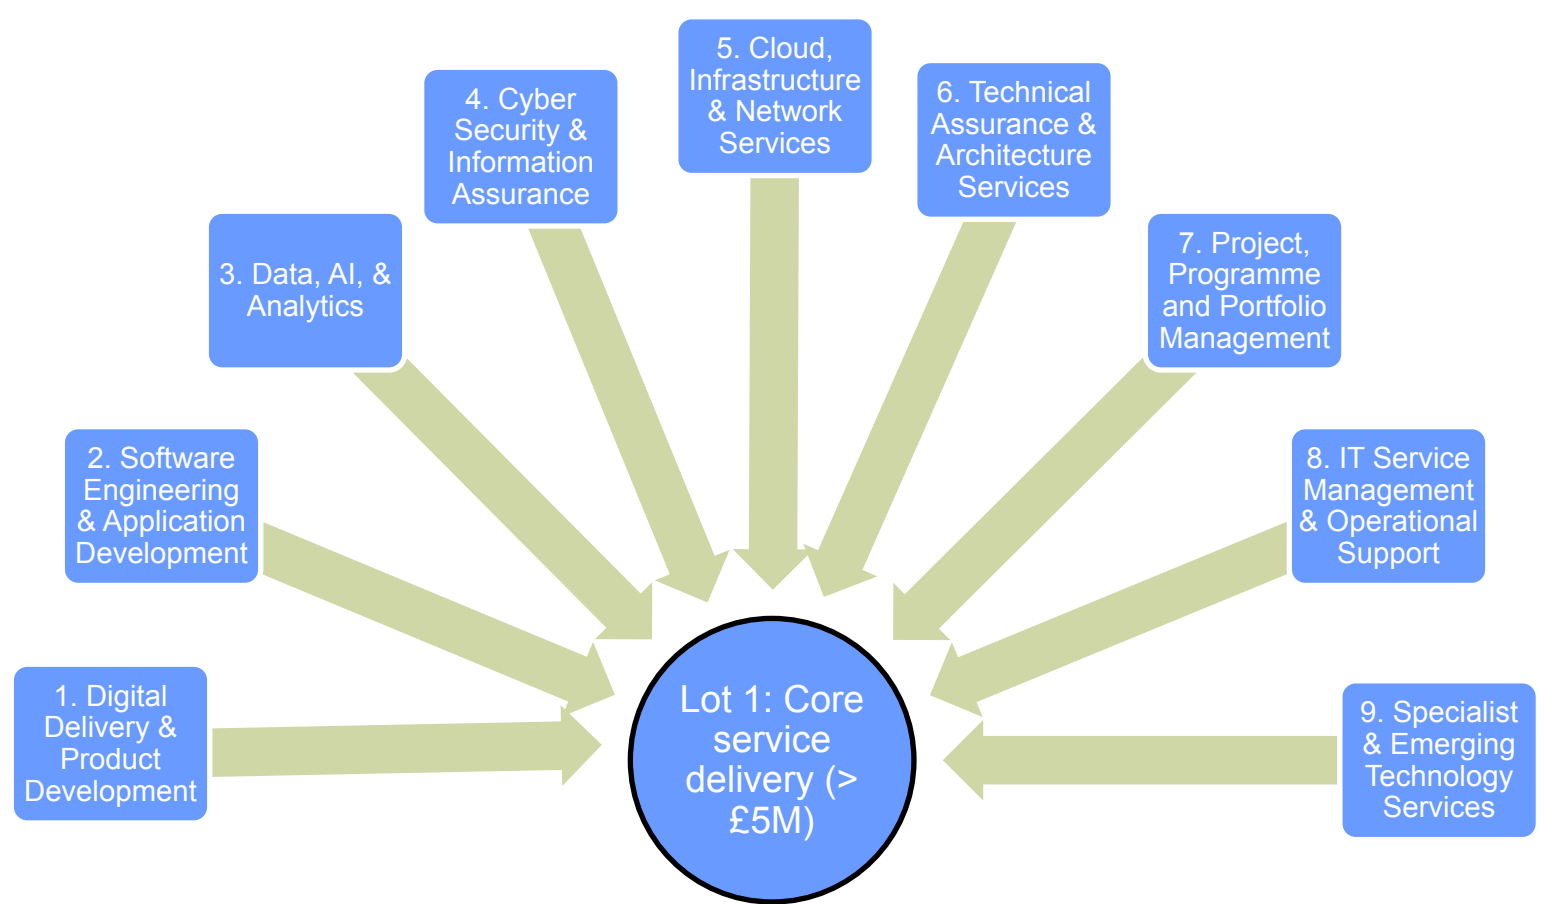 1. Digital
Delivery &
Product
Development
2. Software
Engineering
& Application
Development
3. Data, AI, &
Analytics
4. Cyber
Security &
Information
Assurance
5. Cloud,
Infrastructure
& Network
Services
6. Technical
Assurance &
Architecture
Services
7. Project,
Programme
and Portfolio
Management
8. IT Service
Management
& Operational
Support
9. Specialist
& Emerging
Technology
Services
Lot 1: Core
service
delivery (>
£5M)